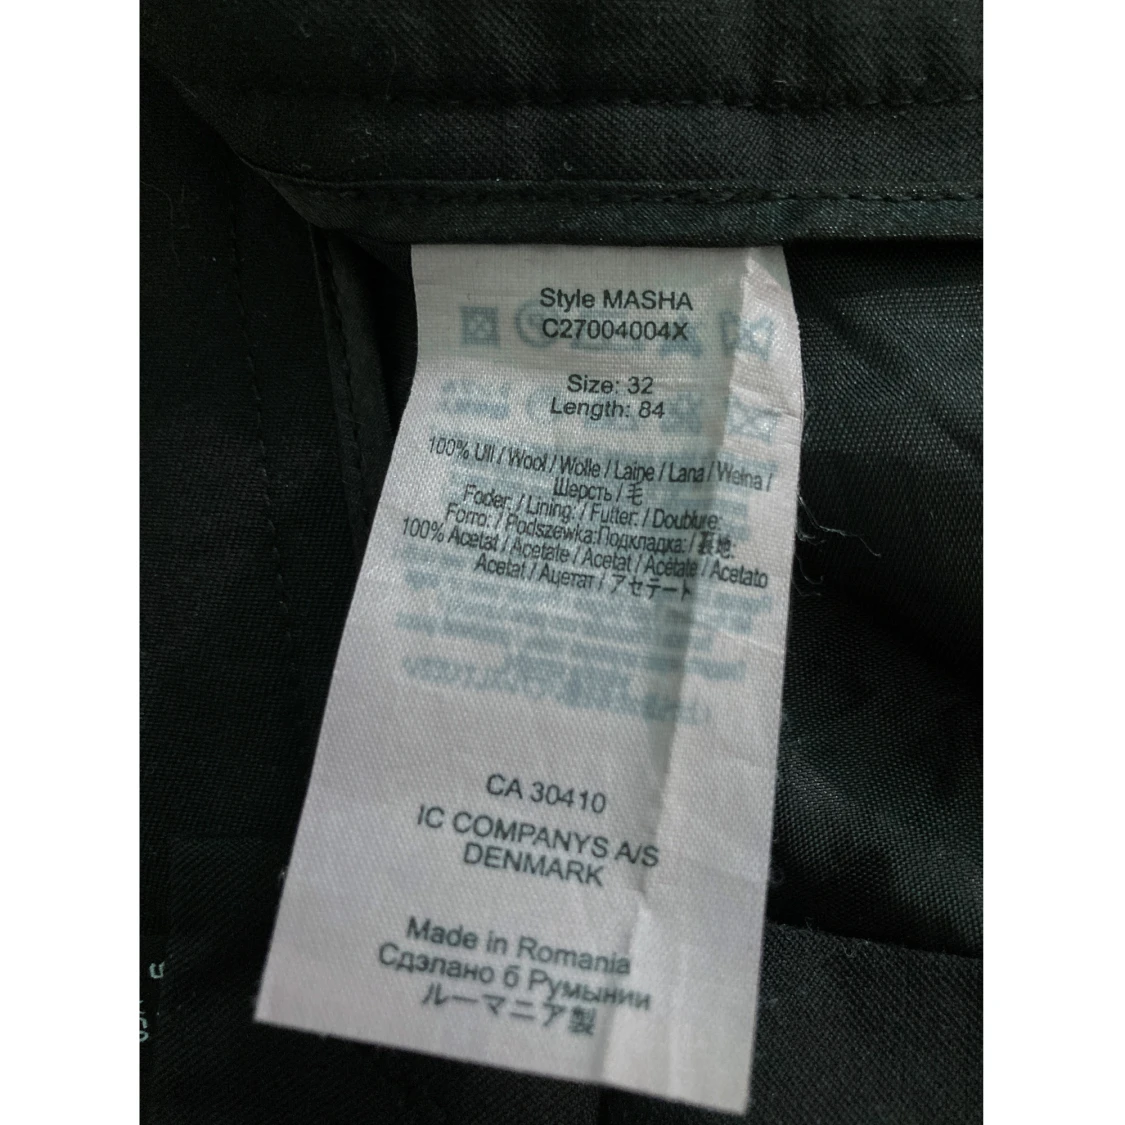 Style MASHA
C27004004X
Size: 32
Length: 84
100% Ull / Wool / Wolle / Laine / Lana / Wełna /
Шерсть / 毛
Foder: / Lining: / Futter: / Doublure:
Forro: / Podszewka:Подкладка: / 裏地:
100% Acetat / Acetate / Acetat / Acétate / Acetato
Acetat / Ацетат / アセテート
CA 30410
IC COMPANYS A/S
DENMARK
Made in Romania
Сдэлано б Румынии
ルーマニア製